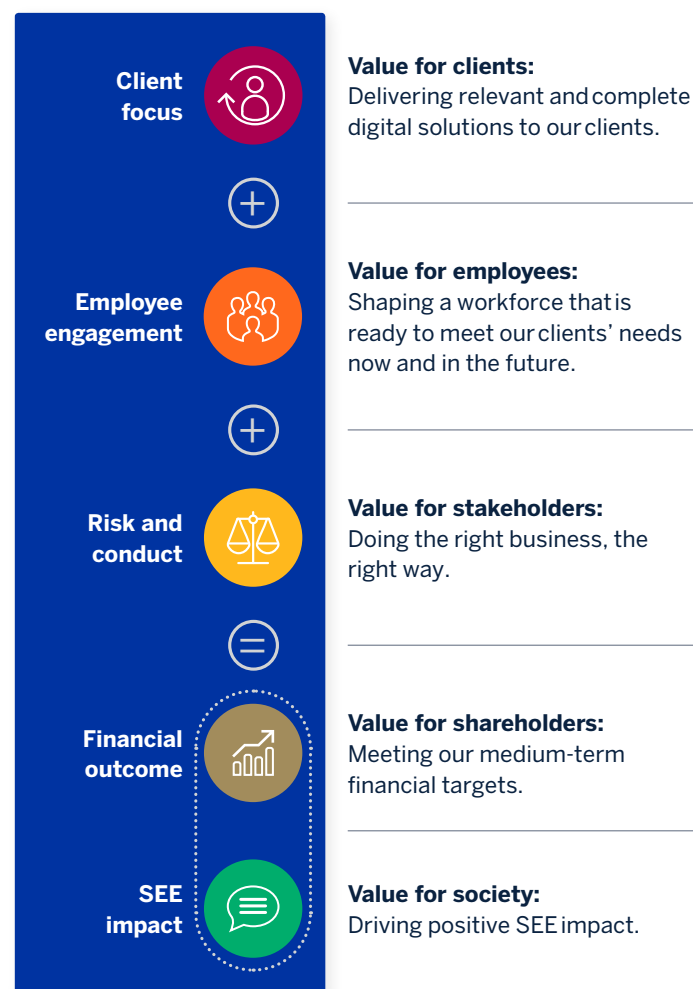 Client
focus
Value for clients:
Delivering relevant and complete
digital solutions to our clients.
Employee
engagement
Value for employees:
Shaping a workforce that is
ready to meet our clients’ needs
now and in the future.
Risk and
conduct
Value for stakeholders:
Doing the right business, the
right way.
Financial
outcome
Value for shareholders:
Meeting our medium-term
financial targets.
SEE
impact
Value for society:
Driving positive SEE impact.